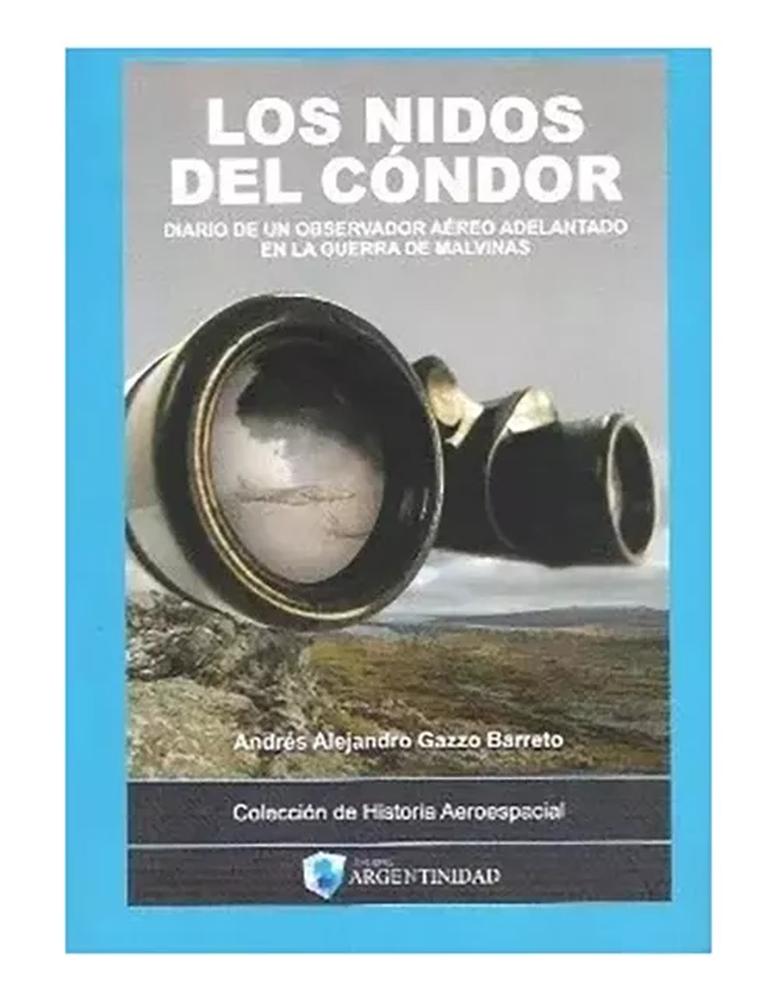 LOS NIDOS
DEL CÓNDOR
DIARIO DE UN OBSERVADOR AÉREO ADELANTADO
EN LA GUERRA DE MALVINAS
Andrés Alejandro Gazzo Barreto
Colección de Historia Aeroespacial
ARGENTINIDAD